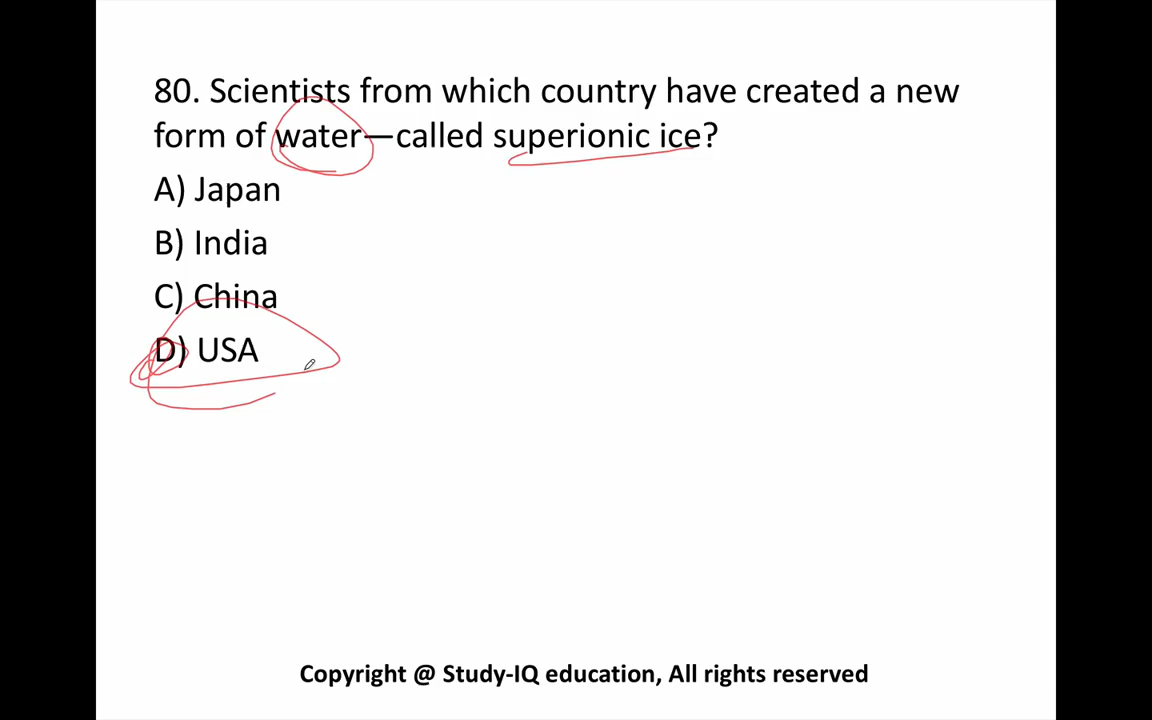 80. Scientists from which country have created a new
form of water—called superionic ice?
A) Japan
B) India
C) China
D) USA
Copyright @ Study-IQ education, All rights reserved